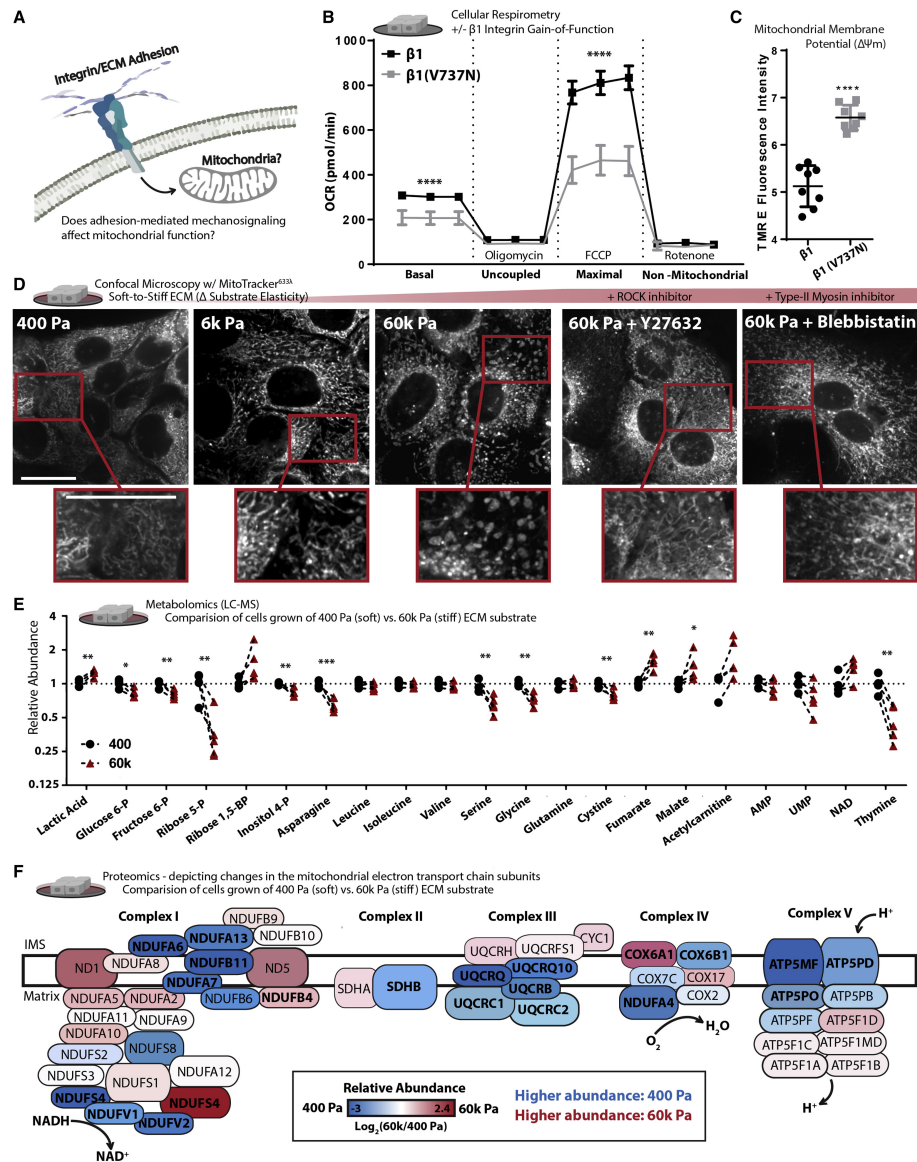 A
Integrin/ECM Adhesion
Mitochondria?
Does adhesion-mediated mechanosignaling
affect mitochondrial function?
B
Cellular Respirometry
+/- β1 Integrin Gain-of-Function
OCR (pmol/min)
1000
800
600
400
200
0
β1
β1(V737N)
****
****
Oligomycin
FCCP
Rotenone
Basal
Uncoupled
Maximal
Non -Mitochondrial
C
Mitochondrial Membrane
Potential (ΔΨm)
TMRE Fluorescence Intensity
8
7
6
5
4
****
β1
β1 (V737N)
D
Confocal Microscopy w/ MitoTracker633λ
Soft-to-Stiff ECM (Δ Substrate Elasticity)
+ ROCK inhibitor
+ Type-II Myosin inhibitor
400 Pa
6k Pa
60k Pa
60k Pa + Y27632
60k Pa + Blebbistatin
E
Metabolomics (LC-MS)
Comparision of cells grown of 400 Pa (soft) vs. 60k Pa (stiff) ECM substrate
Relative Abundance
4
2
1
0.5
0.25
0.125
** * ** ** ** *** ** ** ** ** * **
400
60k
Lactic Acid
Glucose 6-P
Fructose 6-P
Ribose 5-P
Ribose 1,5-BP
Inositol 4-P
Asparagine
Leucine
Isoleucine
Valine
Serine
Glycine
Glutamine
Cystine
Fumarate
Malate
Acetylcarnitine
AMP
UMP
NAD
Thymine
F
Proteomics - depicting changes in the mitochondrial electron transport chain subunits
Comparision of cells grown of 400 Pa (soft) vs. 60k Pa (stiff) ECM substrate
IMS
Matrix
Complex I
NDUFB9
NDUFA6
NDUFA13
NDUFB10
ND1
NDUFA8
NDUFB11
ND5
NDUFA7
NDUFA5
NDUFA2
NDUFB6
NDUFB4
NDUFA11
NDUFA9
NDUFA10
NDUFS2
NDUFS8
NDUFS3
NDUFS1
NDUFA12
NDUFS4
NDUFV1
NDUFS4
NDUFV2
NADH
NAD+
Complex II
SDHA
SDHB
Complex III
UQCRH
UQCRFS1
CYC1
UQCRQ
UQCRQ10
UQCRB
UQCRC1
UQCRC2
Complex IV
COX6A1
COX6B1
COX7C
COX17
NDUFA4
COX2
O2
H2O
Complex V
H+
ATP5MF
ATP5PD
ATP5PO
ATP5PB
ATP5PF
ATP5F1D
ATP5F1C
ATP5F1MD
ATP5F1A
ATP5F1B
H+
Relative Abundance
400 Pa
-3
2.4
60k Pa
Log2(60k/400 Pa)
Higher abundance: 400 Pa
Higher abundance: 60k Pa